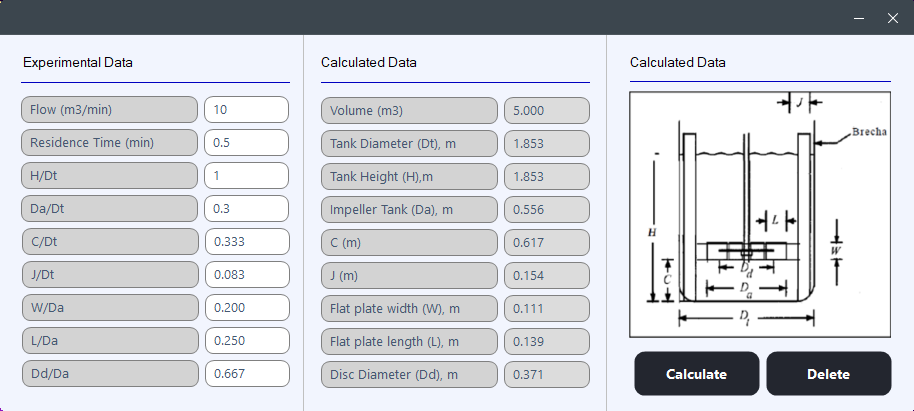 Experimental Data
Flow (m3/min) 10
Residence Time (min) 0.5
H/Dt 1
Da/Dt 0.3
C/Dt 0.333
J/Dt 0.083
W/Da 0.200
L/Da 0.250
Dd/Da 0.667
Calculated Data
Volume (m3) 5.000
Tank Diameter (Dt), m 1.853
Tank Height (H),m 1.853
Impeller Tank (Da), m 0.556
C (m) 0.617
J (m) 0.154
Flat plate width (W), m 0.111
Flat plate length (L), m 0.139
Disc Diameter (Dd), m 0.371
Calculated Data
J
Brecha
L
H
W
C
Dd
Da
Dt
Calculate
Delete